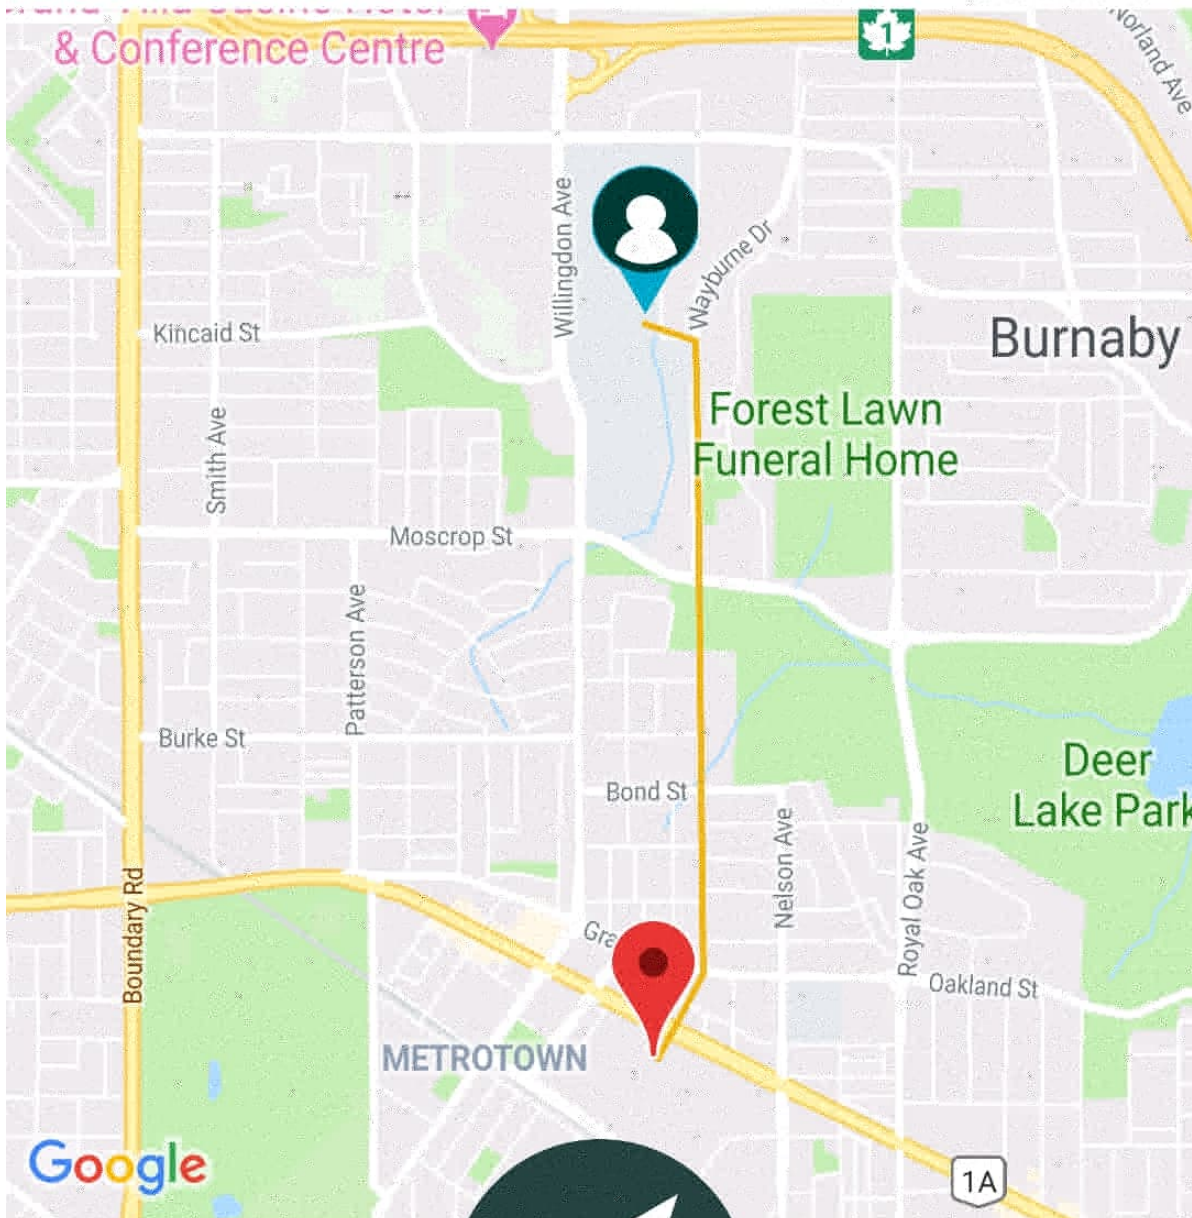 & Conference Centre
1
Norland Ave
Willingdon Ave
Wayburne Dr
Kincaid St
Burnaby
Forest Lawn
Funeral Home
Smith Ave
Moscrop St
Patterson Ave
Burke St
Deer
Lake Park
Bond St
Nelson Ave
Royal Oak Ave
Boundary Rd
Gra
Oakland St
METROTOWN
Google
1A